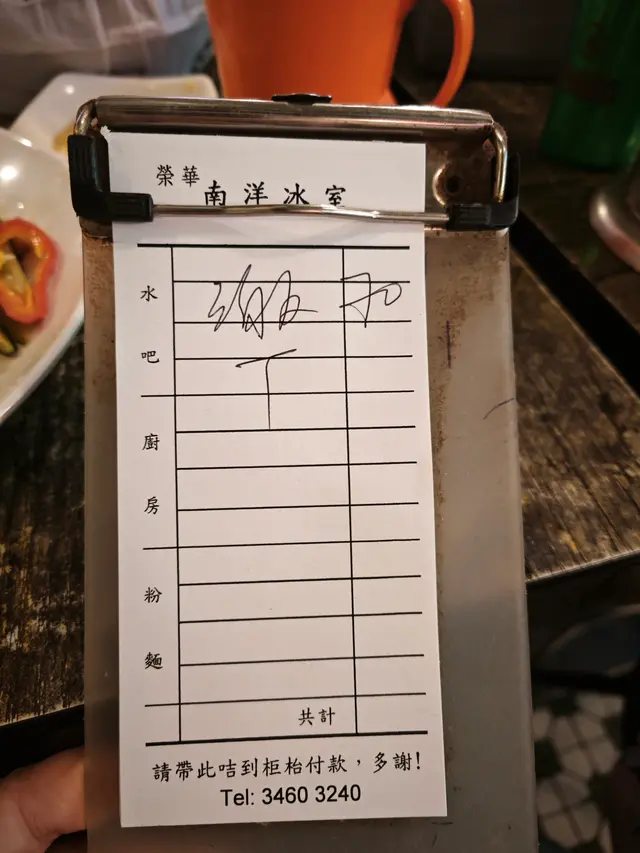 榮華
南洋冰室
水吧
廚房
粉麵
共計
請帶此咭到柜枱付款，多謝!
Tel: 3460 3240